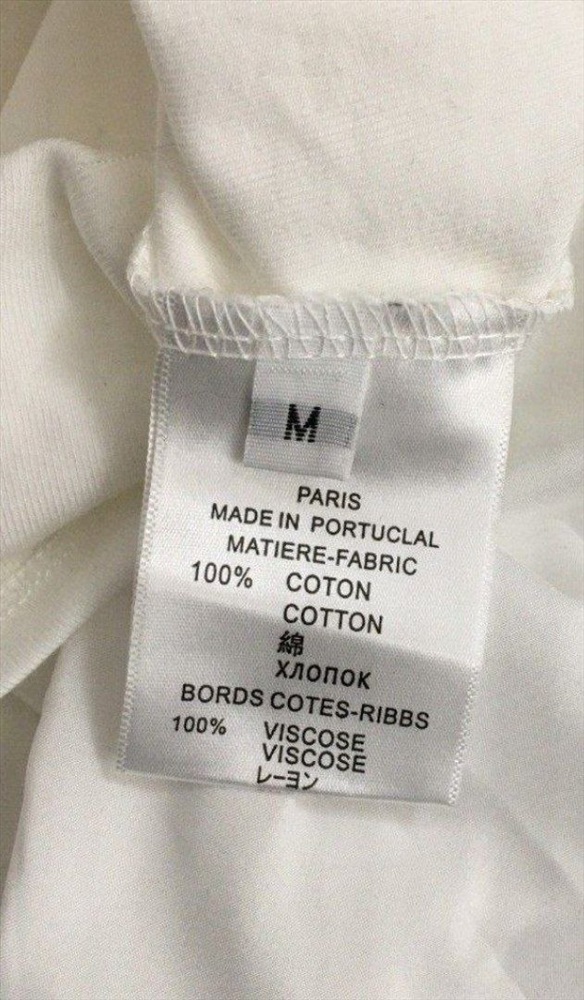 M
PARIS
MADE IN PORTUCLAL
MATIERE-FABRIC
100% COTON
COTTON
綿
ХЛОПОК
BORDS COTES-RIBBS
100% VISCOSE
VISCOSE
レーヨン